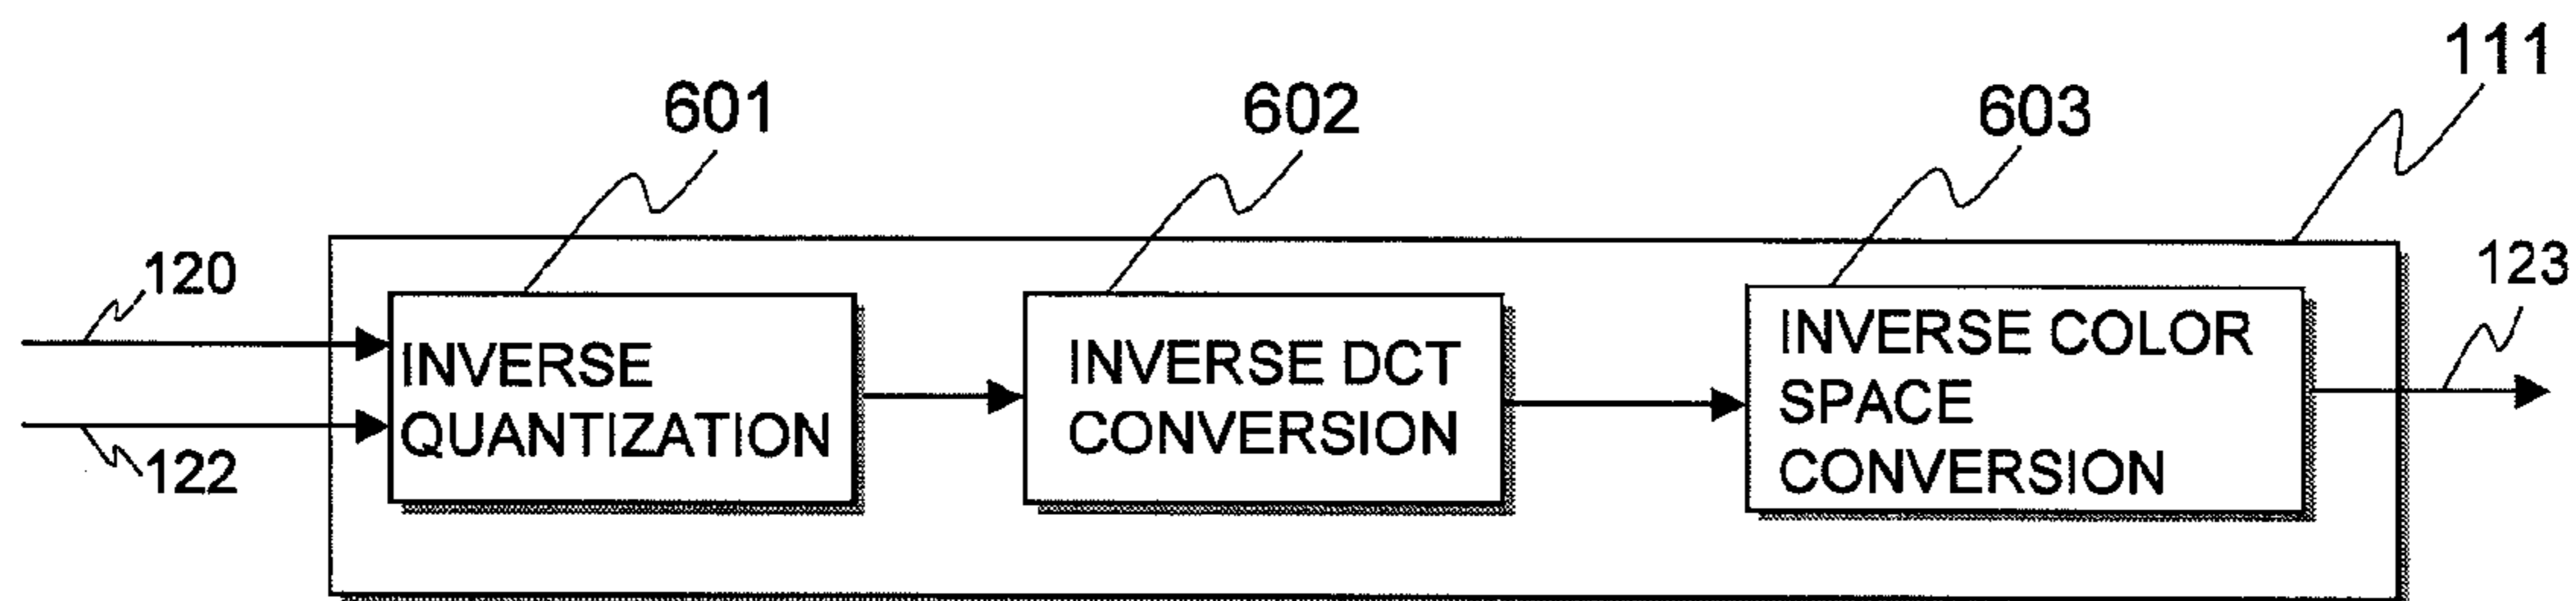 111
601
602
603
120
123
INVERSE
QUANTIZATION
INVERSE DCT
CONVERSION
INVERSE COLOR
SPACE
CONVERSION
122